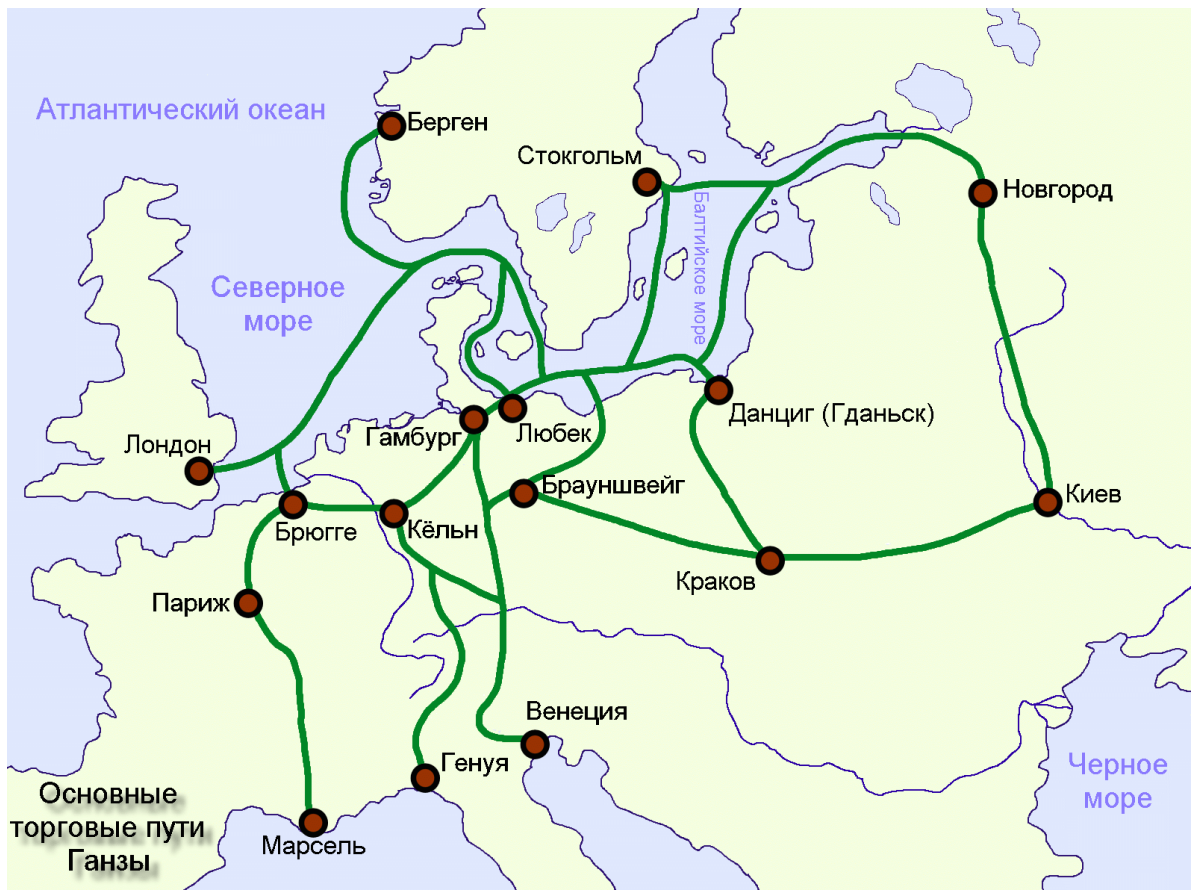 Атлантический океан
Берген
Стокгольм
Новгород
Балтийское море
Северное
море
Данциг (Гданьск)
Гамбург
Любек
Лондон
Брауншвейг
Киев
Брюгге
Кёльн
Краков
Париж
Венеция
Генуя
Черное
море
Основные
торговые пути
Ганзы
Марсель